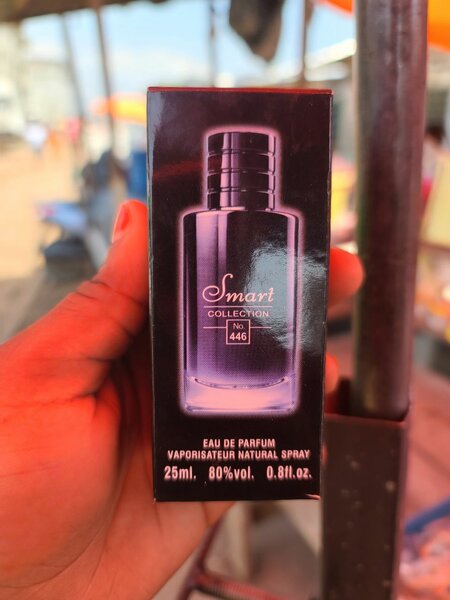 Smart
COLLECTION
No.
446
EAU DE PARFUM
VAPORISATEUR NATURAL SPRAY
25ml. 80%vol. 0.8fl.oz.